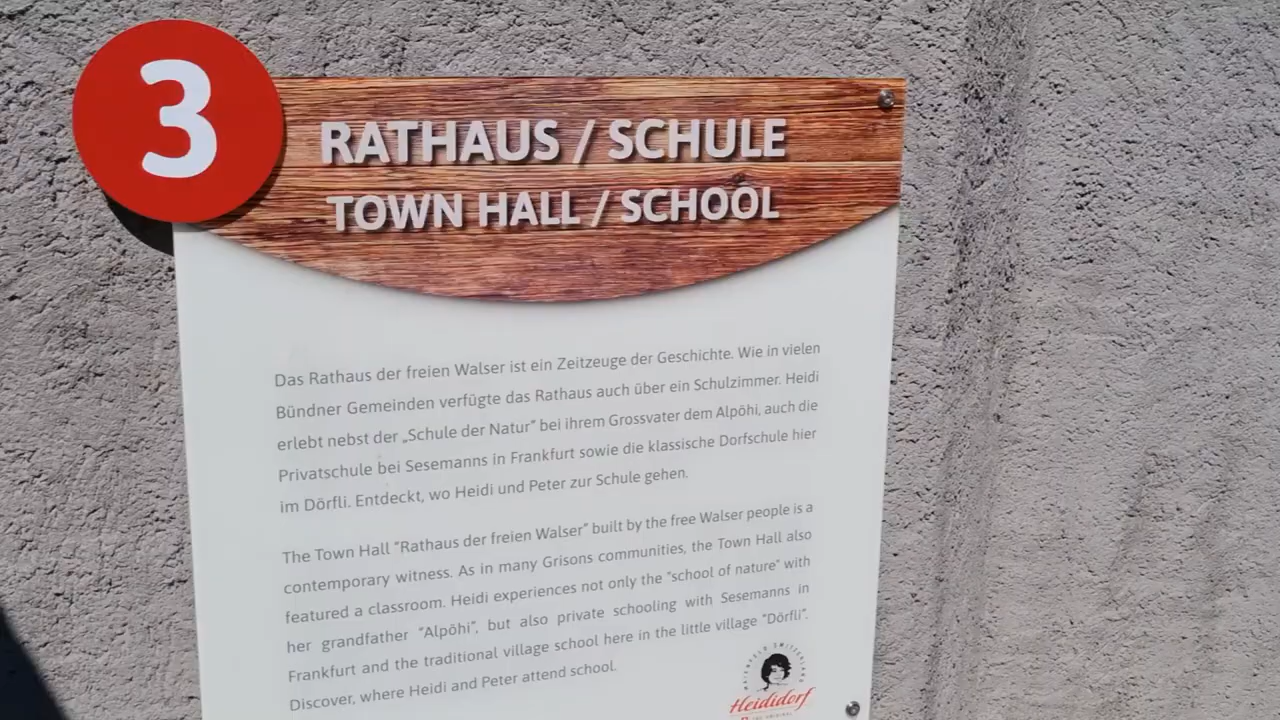 3
RATHAUS / SCHULE
TOWN HALL / SCHOOL
Das Rathaus der freien Walser ist ein Zeitzeuge der Geschichte. Wie in vielen
Bündner Gemeinden verfügte das Rathaus auch über ein Schulzimmer. Heidi
erlebt nebst der „Schule der Natur" bei ihrem Grossvater dem Alpöhi, auch die
Privatschule bei Sesemanns in Frankfurt sowie die klassische Dorfschule hier
im Dörfli. Entdeckt, wo Heidi und Peter zur Schule gehen.
The Town Hall "Rathaus der freien Walser" built by the free Walser people is a
contemporary witness. As in many Grisons communities, the Town Hall also
featured a classroom. Heidi experiences not only the "school of nature" with
her grandfather "Alpöhi", but also private schooling with Sesemanns in
Frankfurt and the traditional village school here in the little village "Dörfli".
Discover, where Heidi and Peter attend school.
Heididorf